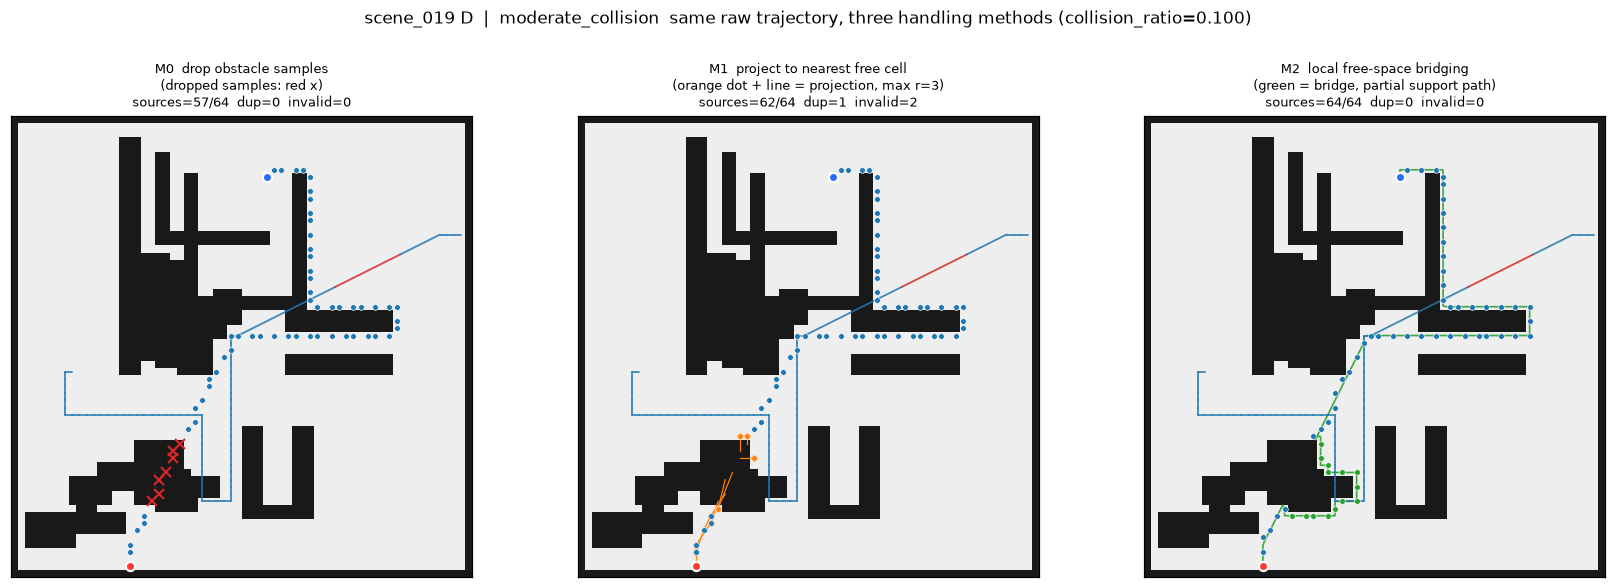 scene_019 D | moderate_collision same raw trajectory, three handling methods (collision_ratio=0.100)
M0 drop obstacle samples
(dropped samples: red x)
sources=57/64 dup=0 invalid=0
M1 project to nearest free cell
(orange dot + line = projection, max r=3)
sources=62/64 dup=1 invalid=2
M2 local free-space bridging
(green = bridge, partial support path)
sources=64/64 dup=0 invalid=0